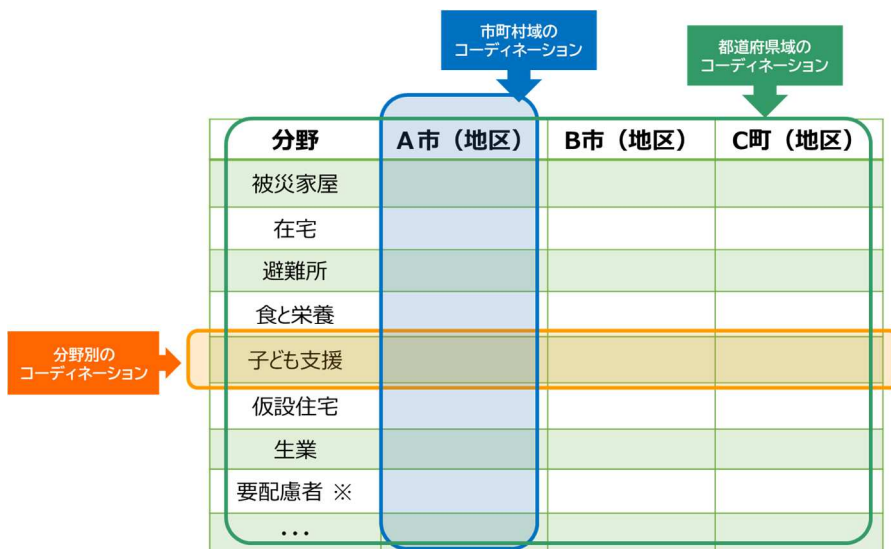 市町村域の
コーディネーション
都道府県域の
コーディネーション
分野 A市（地区） B市（地区） C町（地区）
被災家屋
在宅
避難所
食と栄養
分野別の
コーディネーション
子ども支援
仮設住宅
生業
要配慮者 ※
・・・